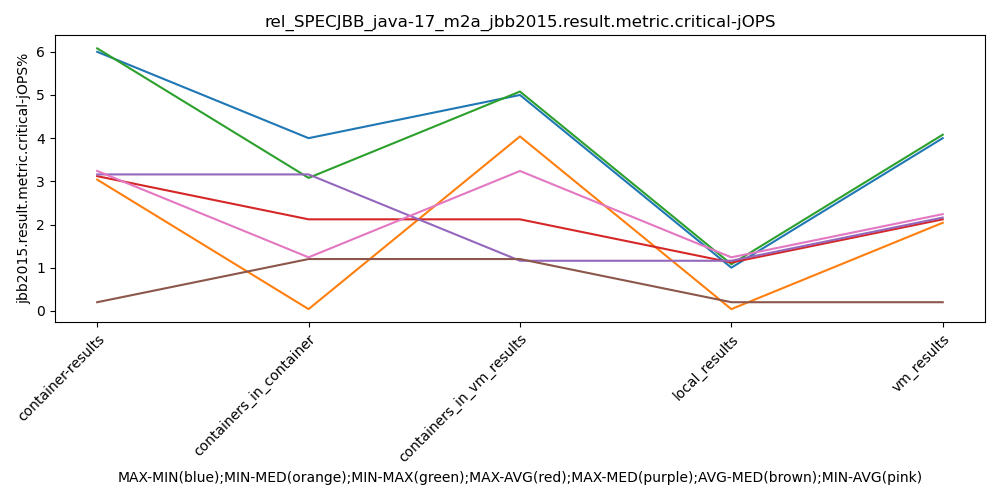 rel_SPECJBB_java-17_m2a_jbb2015.result.metric.critical-jOPS
jbb2015.result.metric.critical-jOPS%
6
5
4
3
2
1
0
container-results
containers_in_container
containers_in_vm_results
local_results
vm_results
MAX-MIN(blue);MIN-MED(orange);MIN-MAX(green);MAX-AVG(red);MAX-MED(purple);AVG-MED(brown);MIN-AVG(pink)